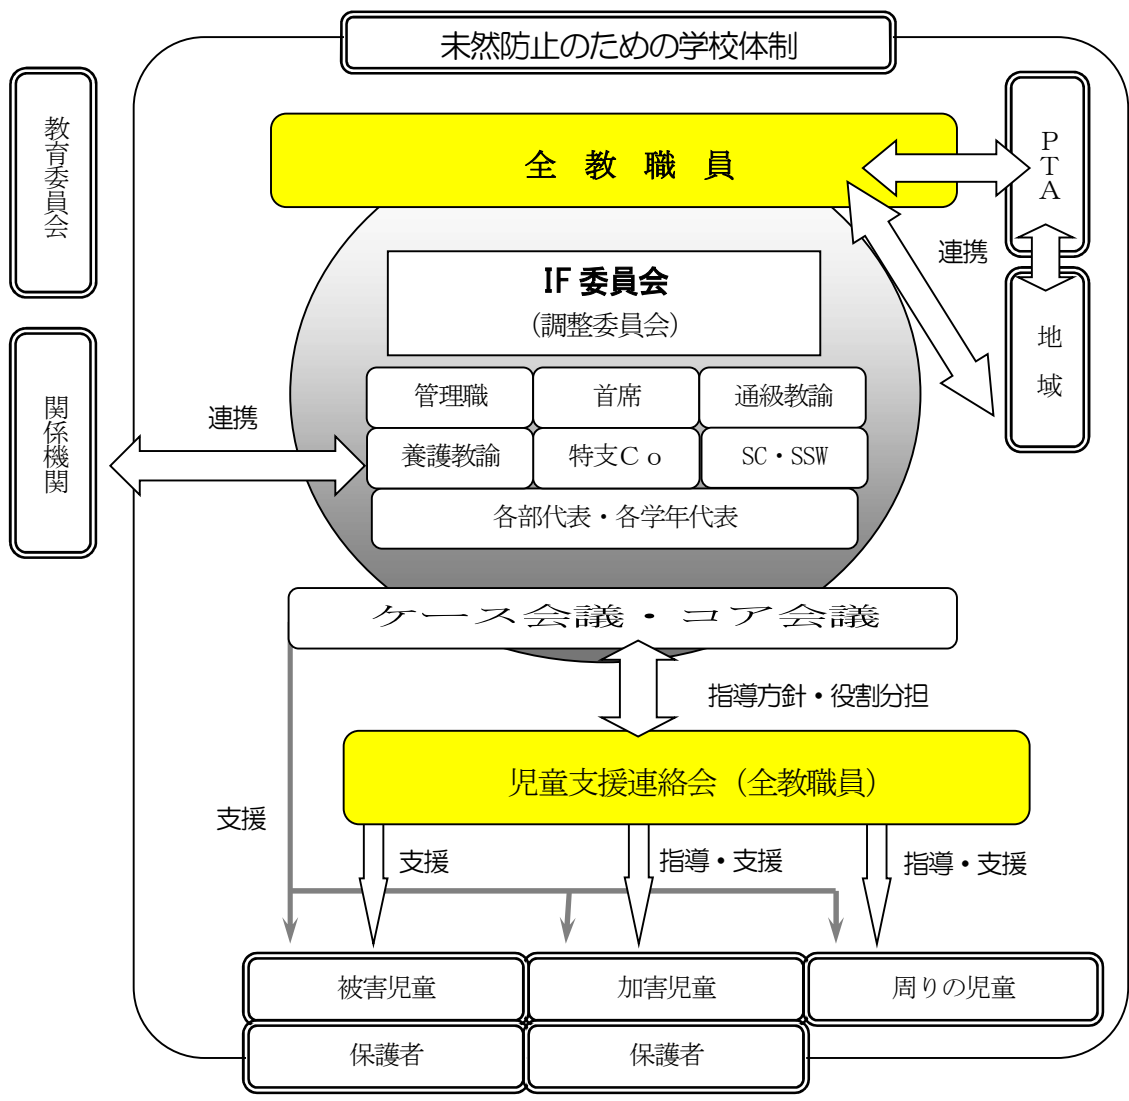 未然防止のための学校体制
教育委員会
全 教 職 員
PTA
連携
IF 委員会
(調整委員会)
地 域
関係機関
連携
管理職
首席
通級教諭
養護教諭
特支Ｃｏ
SC・SSW
各部代表・各学年代表
ケース会議・コア会議
指導方針・役割分担
児童支援連絡会（全教職員）
支援
支援
指導・支援
指導・支援
被害児童
加害児童
周りの児童
保護者
保護者